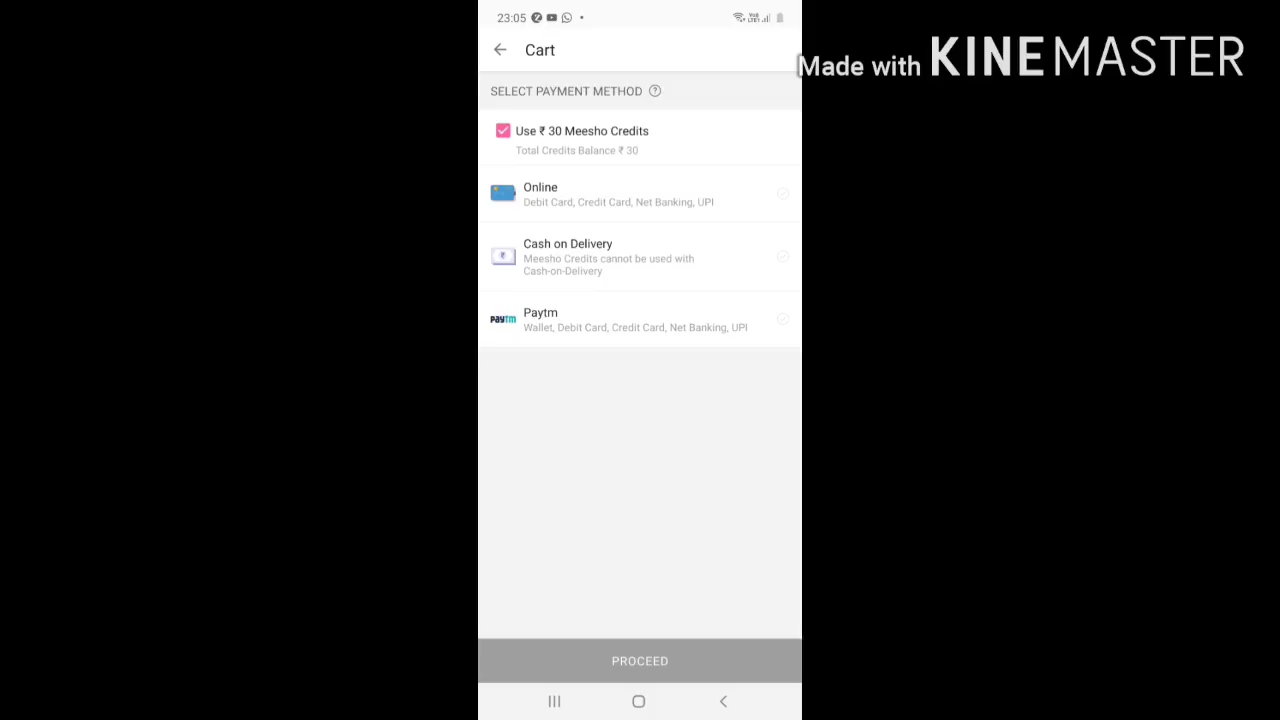 23:05
Made with KINEMASTER
Cart
SELECT PAYMENT METHOD ?
Use ₹ 30 Meesho Credits
Total Credits Balance ₹ 30
Online
Debit Card, Credit Card, Net Banking, UPI
Cash on Delivery
Meesho Credits cannot be used with
Cash-on-Delivery
Paytm
Paytm
Wallet, Debit Card, Credit Card, Net Banking, UPI
PROCEED